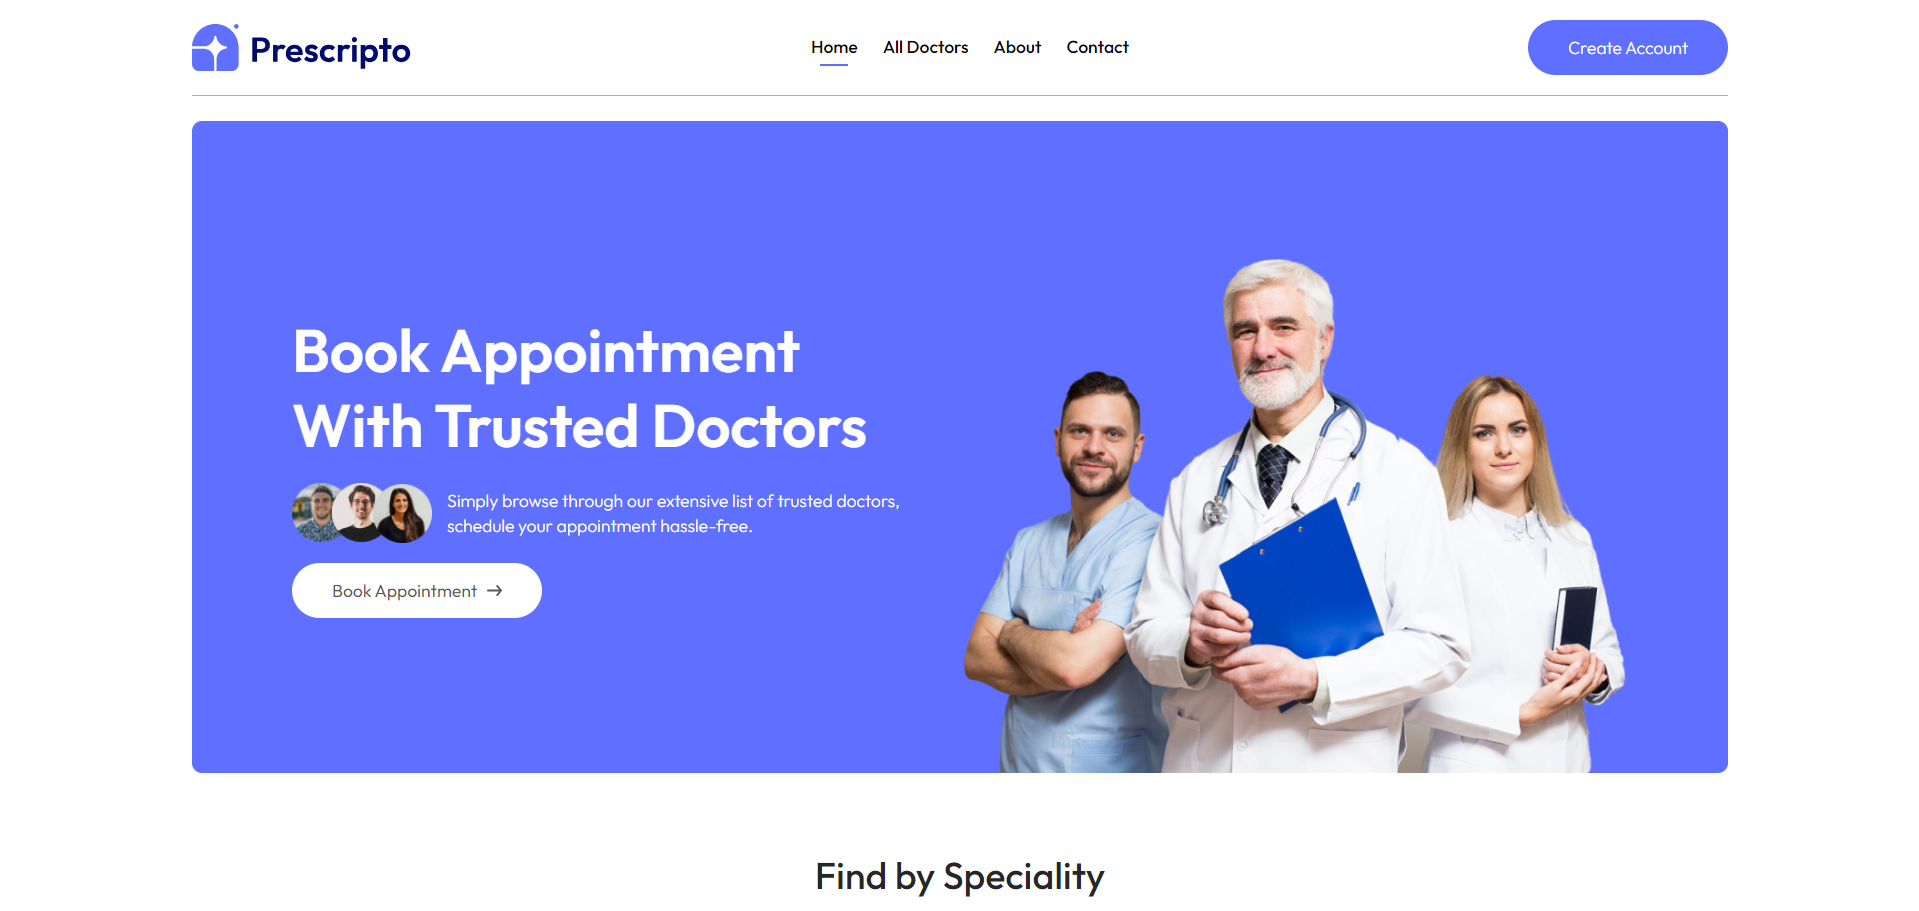 Prescripto
Home
All Doctors
About
Contact
Create Account
Book Appointment
With Trusted Doctors
Simply browse through our extensive list of trusted doctors,
schedule your appointment hassle-free.
Book Appointment →
Find by Speciality